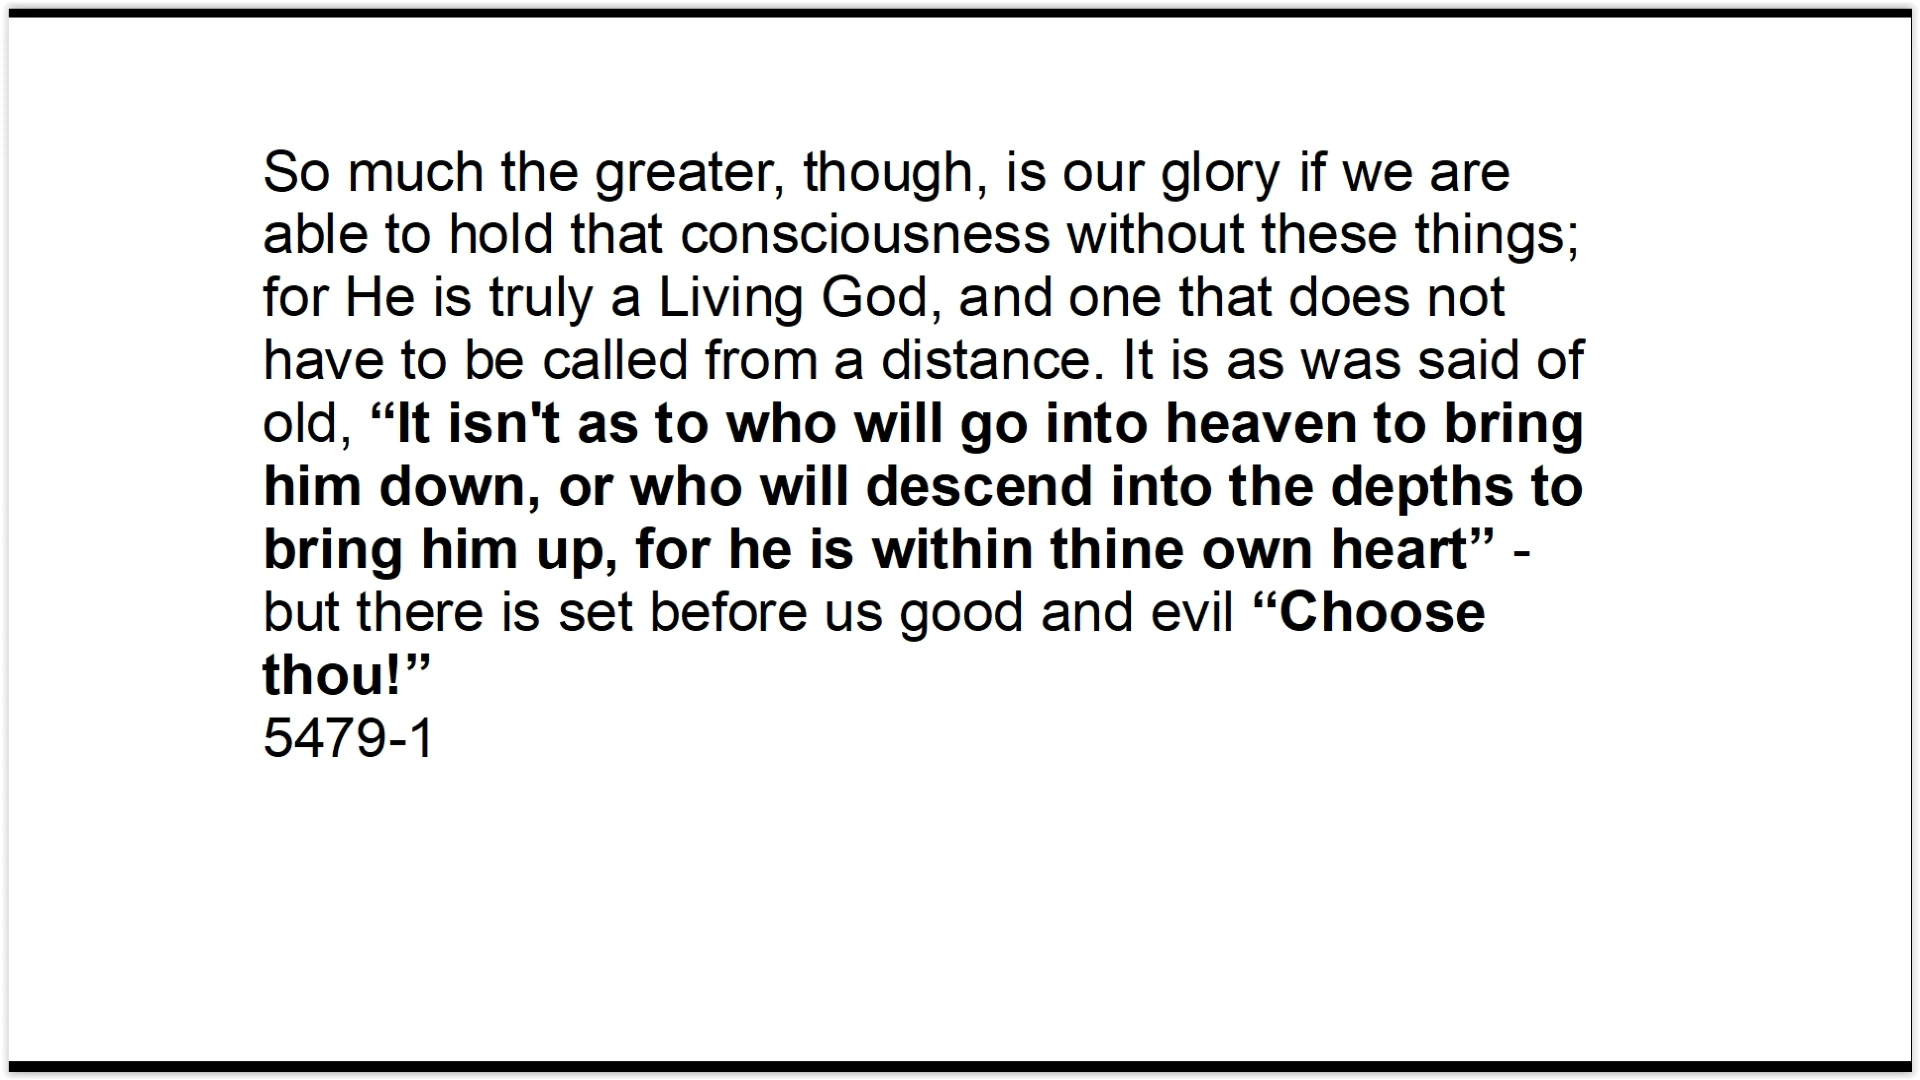 So much the greater, though, is our glory if we are
able to hold that consciousness without these things;
for He is truly a Living God, and one that does not
have to be called from a distance. It is as was said of
old, “It isn't as to who will go into heaven to bring
him down, or who will descend into the depths to
bring him up, for he is within thine own heart” -
but there is set before us good and evil “Choose
thou!”
5479-1